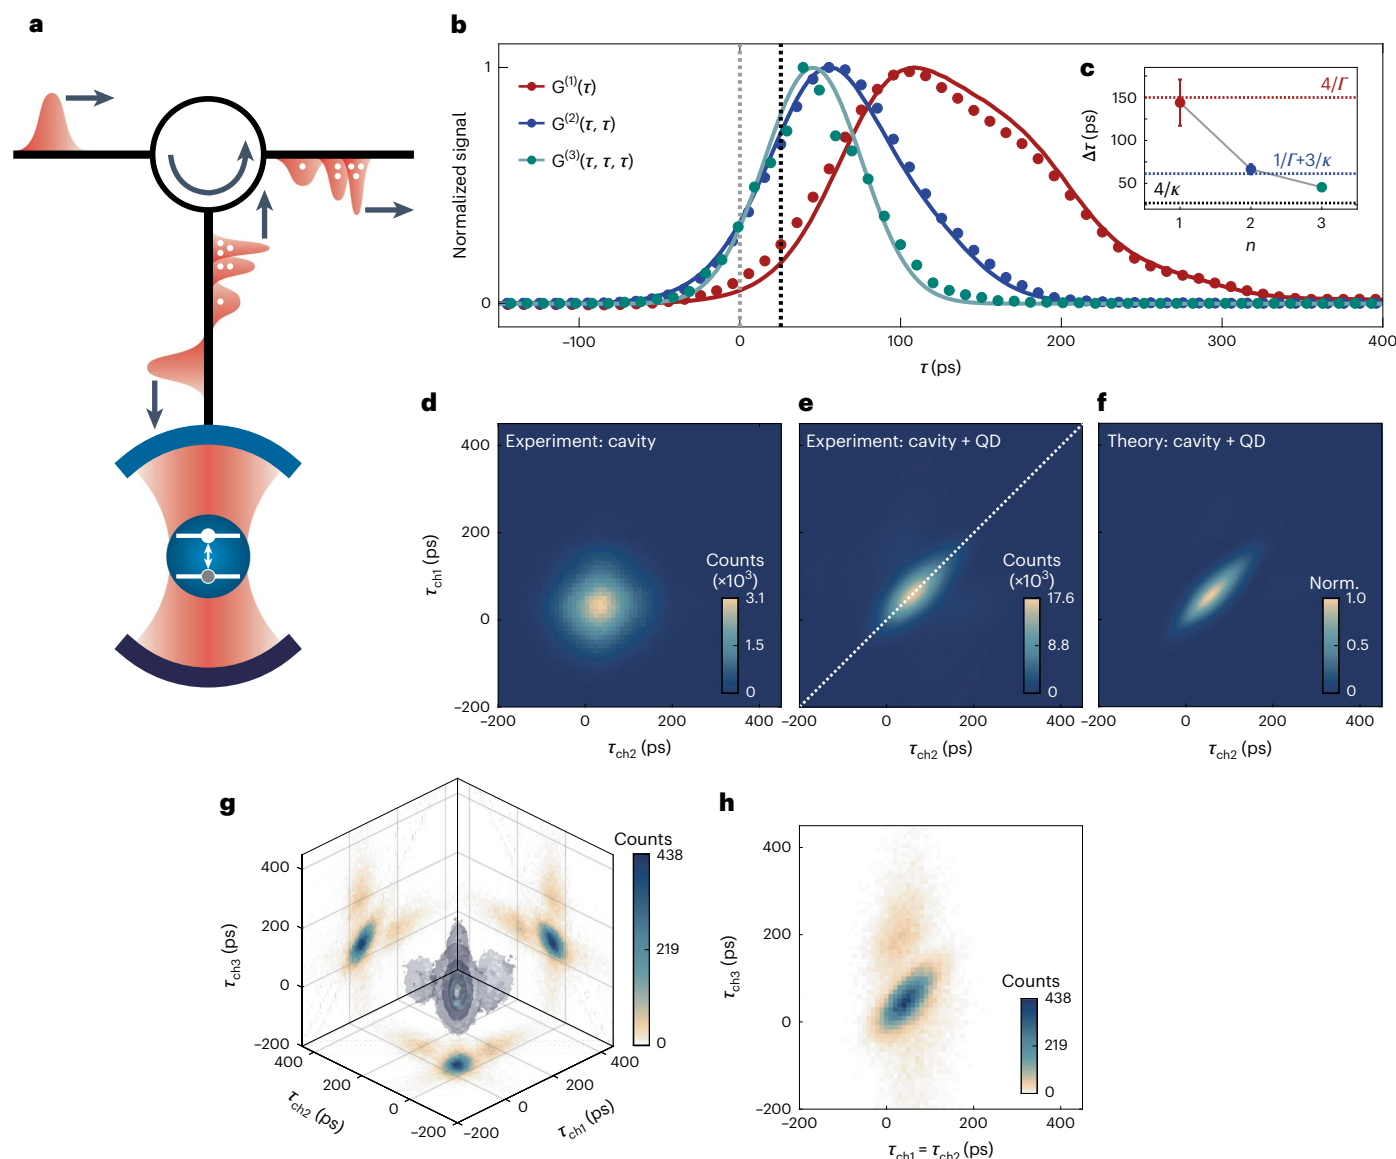 a
b
1
0
Normalized signal
G(1)(τ)
G(2)(τ, τ)
G(3)(τ, τ, τ)
−100
0
100
200
300
400
τ (ps)
c
150
100
50
Δτ (ps)
4/Γ
1/Γ+3/κ
4/κ
1
2
3
n
d
Experiment: cavity
400
200
0
−200
τch1 (ps)
Counts
(×10³)
3.1
1.5
0
−200
0
200
400
τch2 (ps)
e
Experiment: cavity + QD
Counts
(×10³)
17.6
8.8
0
−200
0
200
400
τch2 (ps)
f
Theory: cavity + QD
Norm.
1.0
0.5
0
−200
0
200
400
τch2 (ps)
g
400
200
0
−200
τch3 (ps)
400
200
0
−200
τch2 (ps)
−200
0
200
400
τch1 (ps)
Counts
438
219
0
h
400
200
0
−200
τch3 (ps)
Counts
438
219
0
−200
0
200
400
τch1 = τch2 (ps)